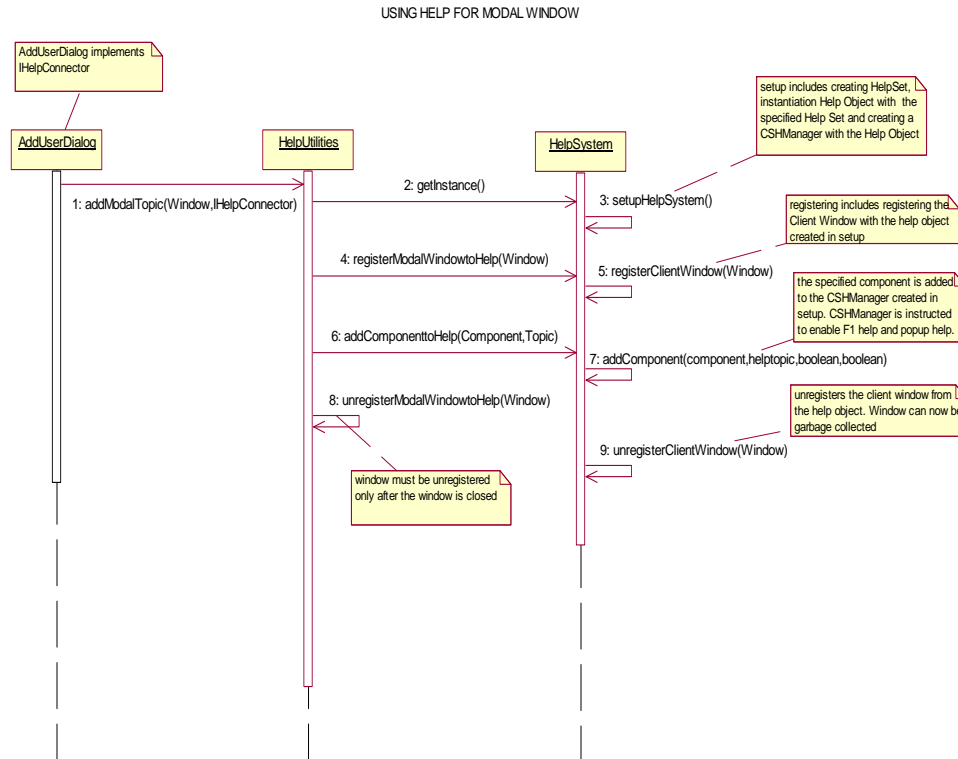 USING HELP FOR MODAL WINDOW
AddUserDialog implements
IHelpConnector
setup includes creating HelpSet,
instantiation Help Object with the
specified Help Set and creating a
CSHManager with the Help Object
AddUserDialog
HelpUtilities
HelpSystem
1: addModalTopic(Window,IHelpConnector)
2: getInstance()
3: setupHelpSystem()
registering includes registering the
Client Window with the help object
created in setup
4: registerModalWindowtoHelp(Window)
5: registerClientWindow(Window)
the specified component is added
to the CSHManager created in
setup. CSHManager is instructed
to enable F1 help and popup help.
6: addComponenttoHelp(Component,Topic)
7: addComponent(component,helptopic,boolean,boolean)
8: unregisterModalWindowtoHelp(Window)
unregisters the client window from
the help object. Window can now be
garbage collected
9: unregisterClientWindow(Window)
window must be unregistered
only after the window is closed